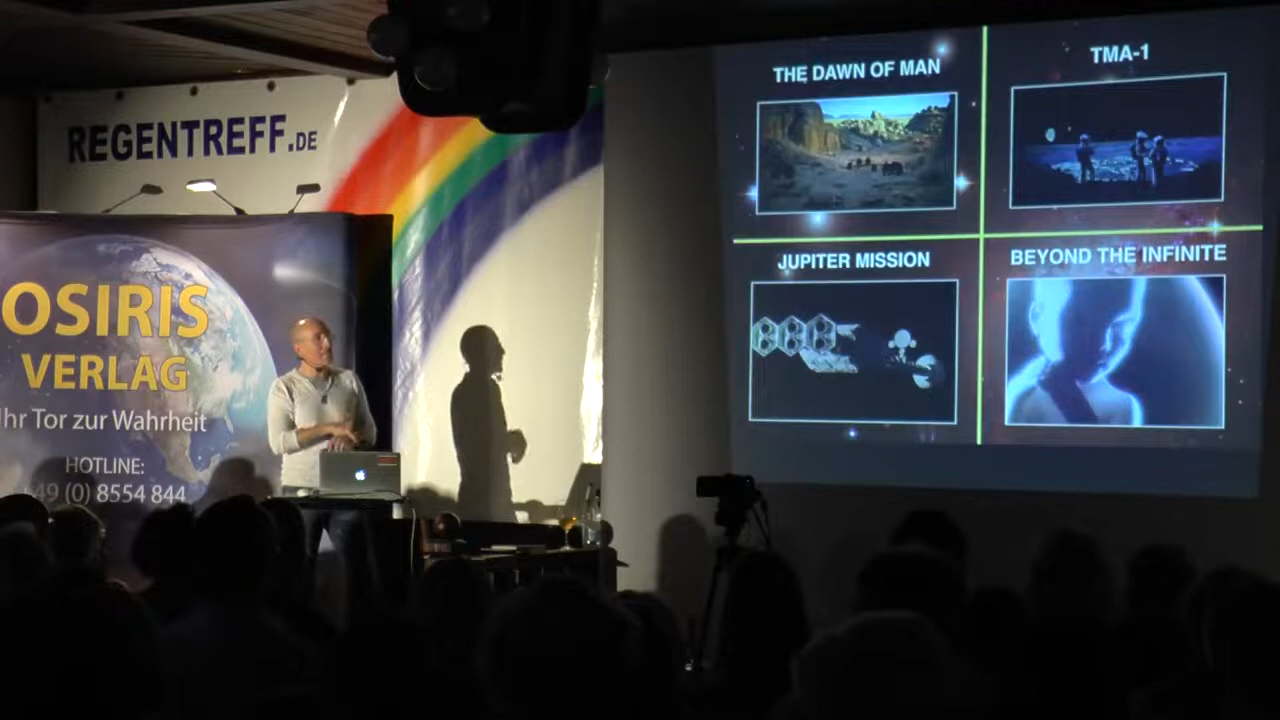 REGENTREFF.DE
OSIRIS
VERLAG
Ihr Tor zur Wahrheit
HOTLINE:
+49 (0) 8554 844
THE DAWN OF MAN
TMA-1
JUPITER MISSION
BEYOND THE INFINITE